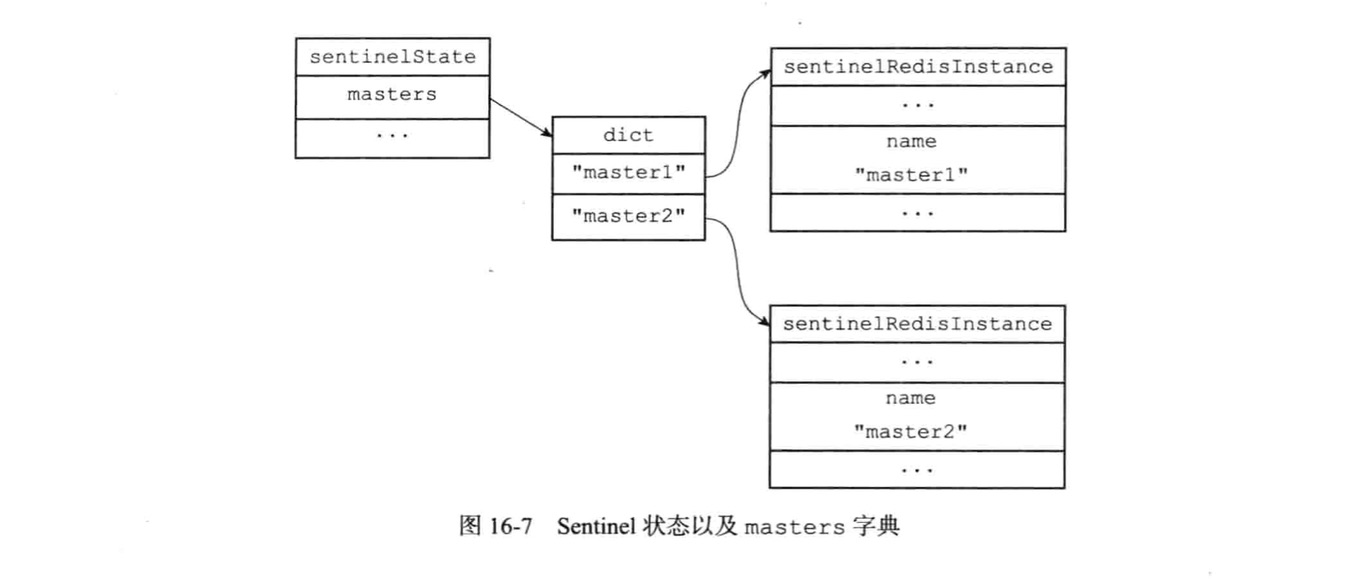 sentinelState
masters
...
dict
"master1"
"master2"
sentinelRedisInstance
...
name
"master1"
...
sentinelRedisInstance
...
name
"master2"
...
图 16-7 Sentinel 状态以及 masters 字典